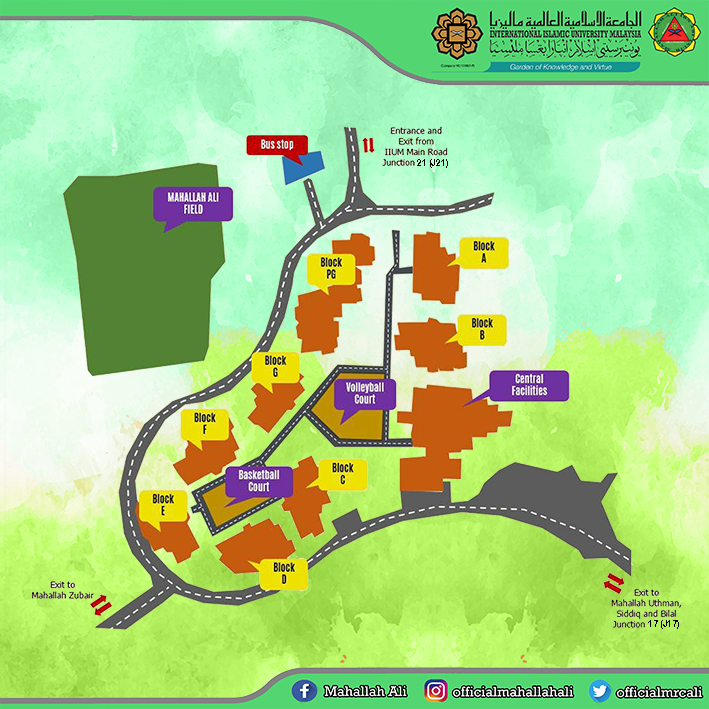 الجامعة الإسلامية العالمية ماليزيا
INTERNATIONAL ISLAMIC UNIVERSITY MALAYSIA
يونيورسيتي اسلام انتارابغسا مليسيا
Garden of Knowledge and Virtue
Bus stop
Entrance and
Exit from
IIUM Main Road
Junction 21 (J21)
MAHALLAH ALI
FIELD
Block
A
Block
PG
Block
B
Block
G
Central
Facilities
Volleyball
Court
Block
F
Block
C
Basketball
Court
Block
E
Block
D
Exit to
Mahallah Zubair
Exit to
Mahallah Uthman,
Siddiq and Bilal
Junction 17 (J17)
Mahallah Ali
officialmahallahali
officialmrcali